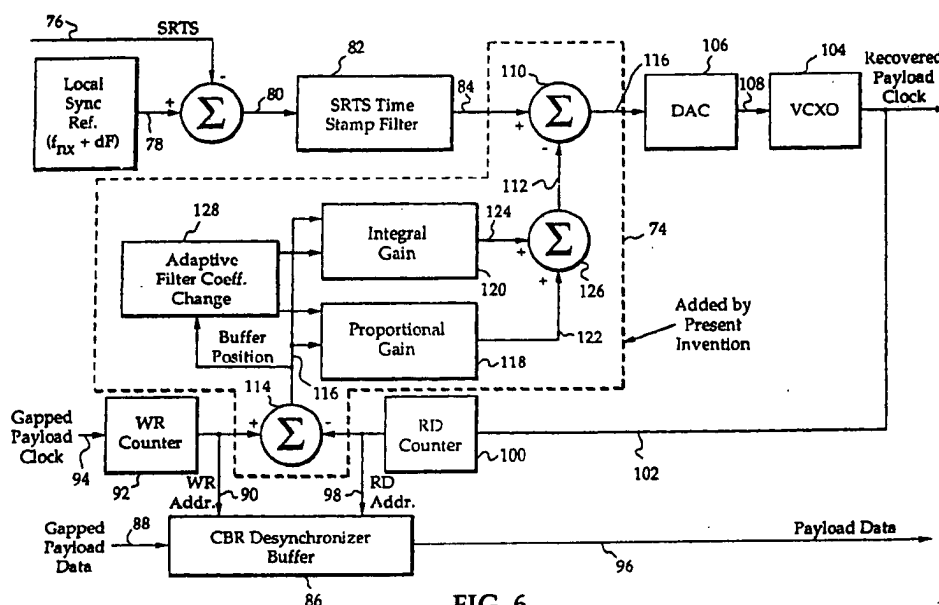 76
SRTS
Local
Sync
Ref.
(fnx + dF)
+
-
Σ
78
80
82
SRTS Time
Stamp Filter
84
110
+
-
Σ
116
106
DAC
108
104
VCXO
Recovered
Payload
Clock
112
128
Adaptive
Filter Coeff.
Change
Integral
Gain
120
124
+
Σ
126
+
74
Buffer
Position
Proportional
Gain
118
122
Added by
Present
Invention
116
114
Gapped
Payload
Clock
94
WR
Counter
92
+
Σ
-
RD
Counter
100
102
WR
Addr.
90
98
RD
Addr.
Gapped
Payload
Data
88
CBR Desynchronizer
Buffer
86
96
Payload Data
FIG. 6